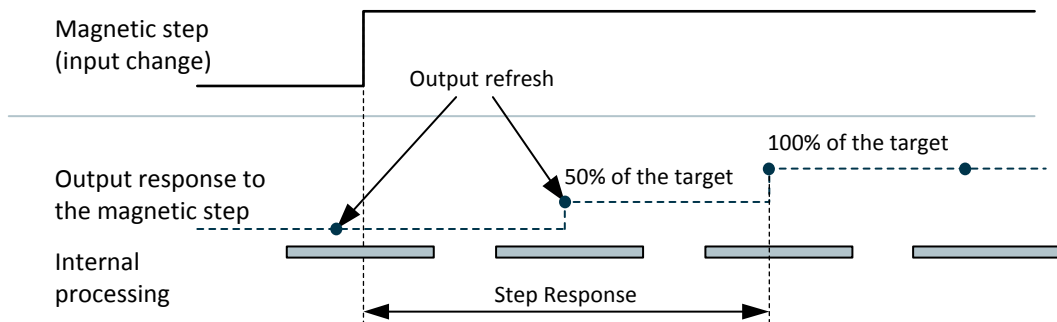 Magnetic step
(input change)
Output refresh
100% of the target
50% of the target
Output response to
the magnetic step
Internal
processing
Step Response